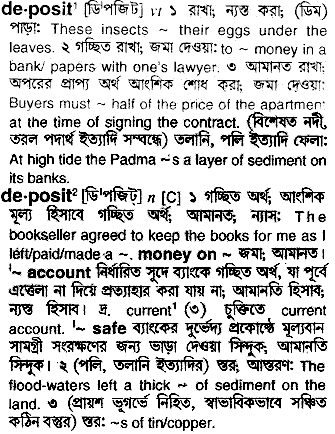 de·posit¹ [ডি'পজিট্] vt ১ রাখা; ন্যস্ত করা; (ডিম)
পাড়া: These insects ~ their eggs under the
leaves. ২ গচ্ছিত রাখা; জমা দেওয়া: to ~ money in a
bank/ papers with one's lawyer. ৩ আমানত রাখা;
অপরের প্রাপ্য অর্থ আংশিক শোধ করা; জমা দেওয়া:
Buyers must ~ half of the price of the apartment
at the time of signing the contract. (বিশেষত নদী,
তরল পদার্থ ইত্যাদি সম্বন্ধে) তলানি, পলি ইত্যাদি ফেলা:
At high tide the Padma ~s a layer of sediment on
its banks.
de·posit² [ডি'পজিট্] n [C] ১ গচ্ছিত অর্থ, আংশিক
মূল্য হিসাবে গচ্ছিত অর্থ, আমানত; ন্যাস: The
bookseller agreed to keep the books for me as I
left/paid/made a ~. money on ~ জমা; আমানত।
'~ account নির্ধারিত সুদে ব্যাংকে গচ্ছিত অর্থ, যা পূর্বে
এত্তেলা না দিয়ে প্রত্যাহার করা যায় না; আমানতি হিসাব;
ন্যস্ত হিসাব। দ্র. current¹ (৩) চুক্তিতে current
account. '~ safe ব্যাংকের দুর্ভেদ্য প্রকোষ্ঠে মূল্যবান
সামগ্রী সংরক্ষণের জন্য ভাড়া দেওয়া সিন্দুক; আমানতি
সিন্দুক। ২ (পলি, তলানি ইত্যাদির) স্তর; আস্তরণ: The
flood-waters left a thick ~ of sediment on the
land. ৩ (প্রায়শ ভূগর্ভে নিহিত, স্বাভাবিকভাবে সঞ্চিত
কঠিন বস্তুর) স্তর: ~s of tin/copper.